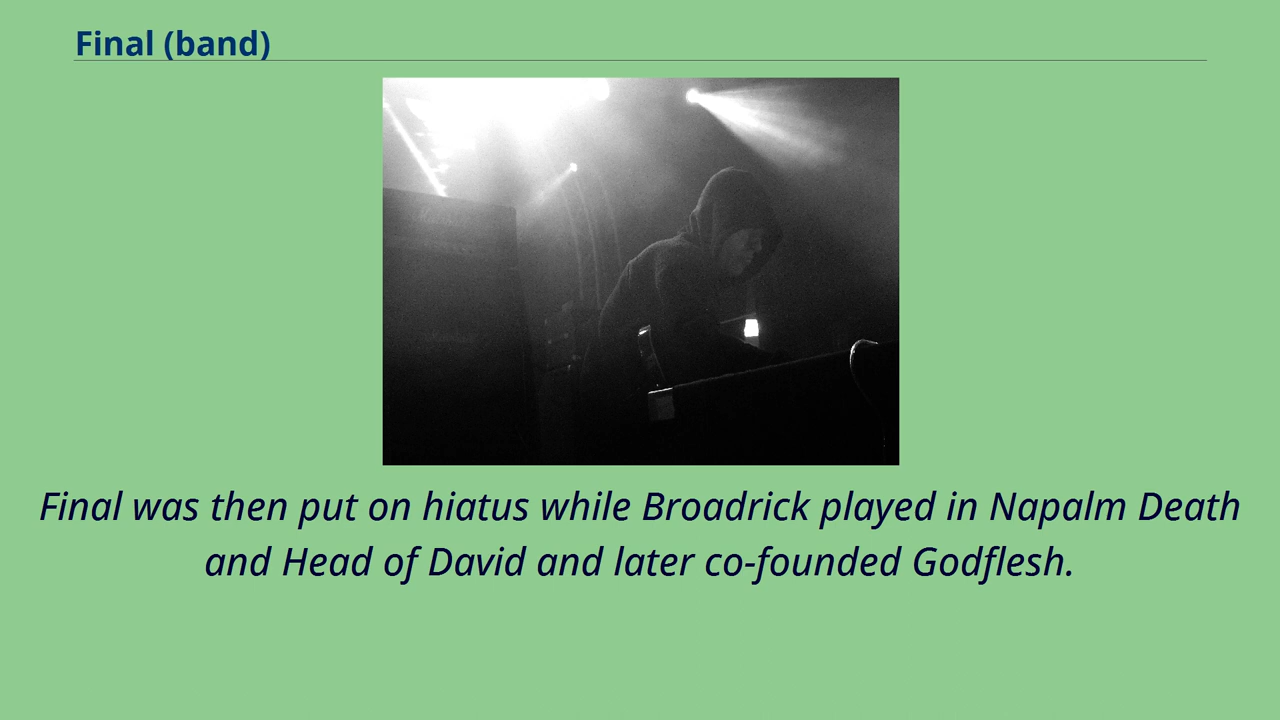 Final (band)
Final was then put on hiatus while Broadrick played in Napalm Death
and Head of David and later co-founded Godflesh.